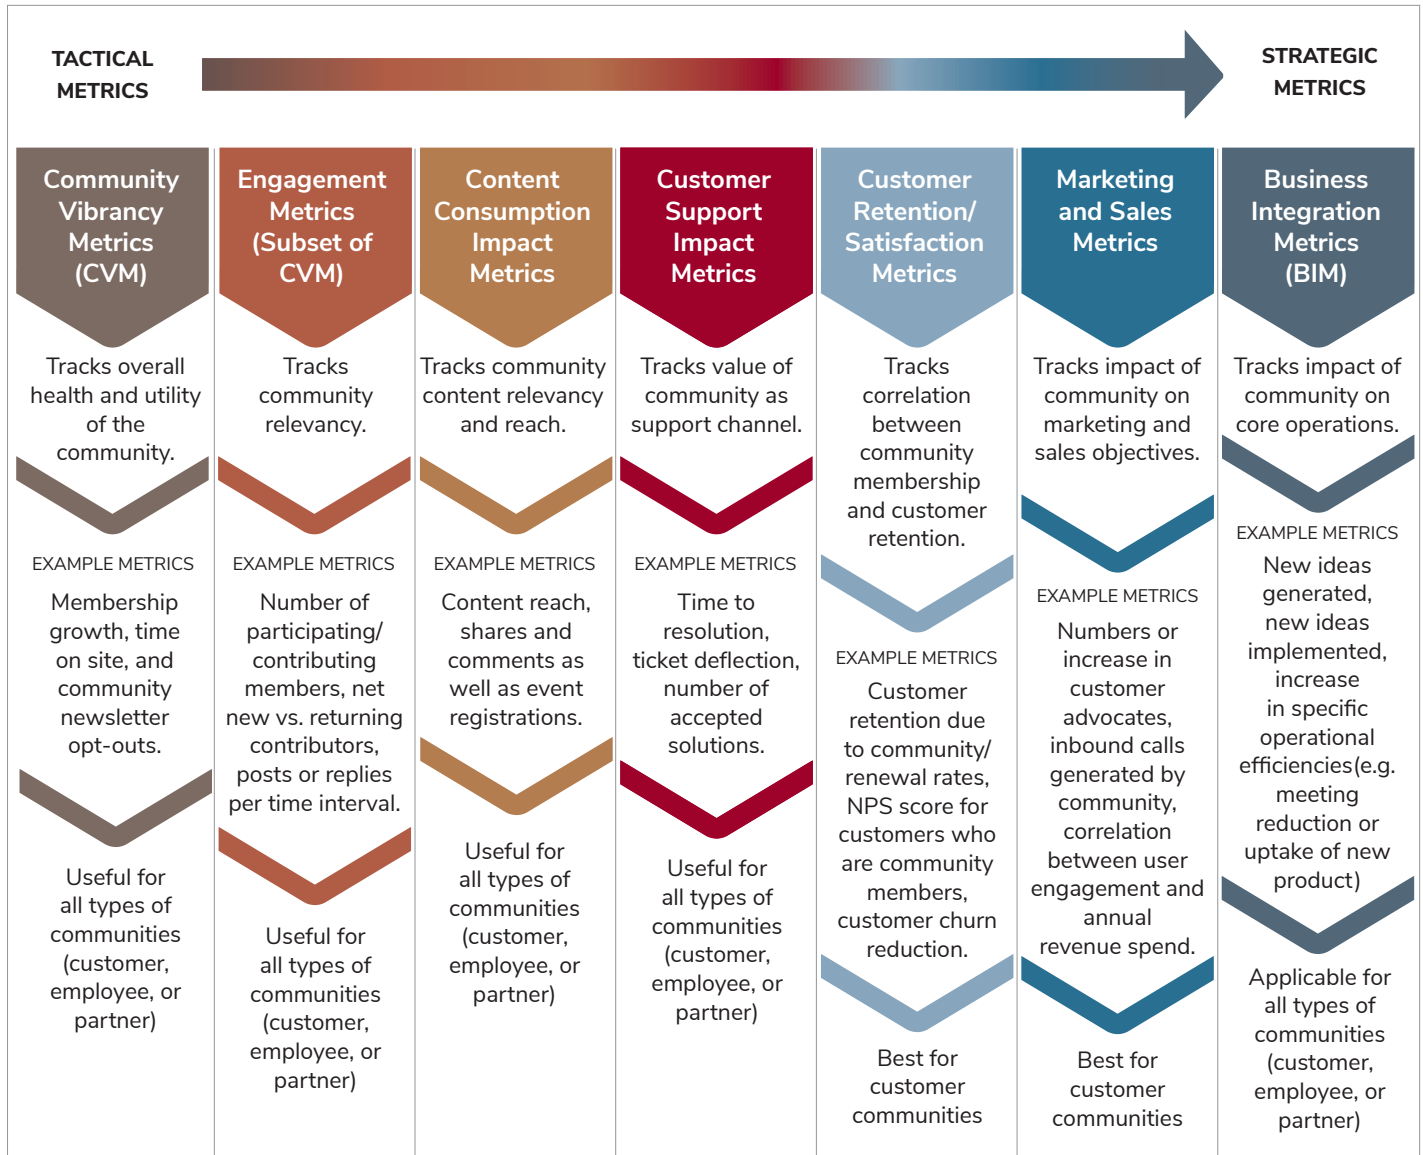 TACTICAL
METRICS
STRATEGIC
METRICS
Community
Vibrancy
Metrics
(CVM)
Tracks overall
health and utility
of the
community.
EXAMPLE METRICS
Membership
growth, time
on site, and
community
newsletter
opt-outs.
Useful for
all types of
communities
(customer,
employee, or
partner)
Engagement
Metrics
(Subset of
CVM)
Tracks
community
relevancy.
EXAMPLE METRICS
Number of
participating/
contributing
members, net
new vs. returning
contributors,
posts or replies
per time interval.
Useful for
all types of
communities
(customer,
employee, or
partner)
Content
Consumption
Impact
Metrics
Tracks community
content relevancy
and reach.
EXAMPLE METRICS
Content reach,
shares and
comments as
well as event
registrations.
Useful for
all types of
communities
(customer,
employee, or
partner)
Customer
Support
Impact
Metrics
Tracks value of
community as
support channel.
EXAMPLE METRICS
Time to
resolution,
ticket deflection,
number of
accepted
solutions.
Useful for
all types of
communities
(customer,
employee, or
partner)
Customer
Retention/
Satisfaction
Metrics
Tracks
correlation
between
community
membership
and customer
retention.
EXAMPLE METRICS
Customer
retention due
to community/
renewal rates,
NPS score for
customers who
are community
members,
customer churn
reduction.
Best for
customer
communities
Marketing
and Sales
Metrics
Tracks impact of
community on
marketing and
sales objectives.
EXAMPLE METRICS
Numbers or
increase in
customer
advocates,
inbound calls
generated by
community,
correlation
between user
engagement and
annual
revenue spend.
Best for
customer
communities
Business
Integration
Metrics
(BIM)
Tracks impact of
community on
core operations.
EXAMPLE METRICS
New ideas
generated,
new ideas
implemented,
increase
in specific
operational
efficiencies(e.g.
meeting
reduction or
uptake of new
product)
Applicable for
all types of
communities
(customer,
employee, or
partner)